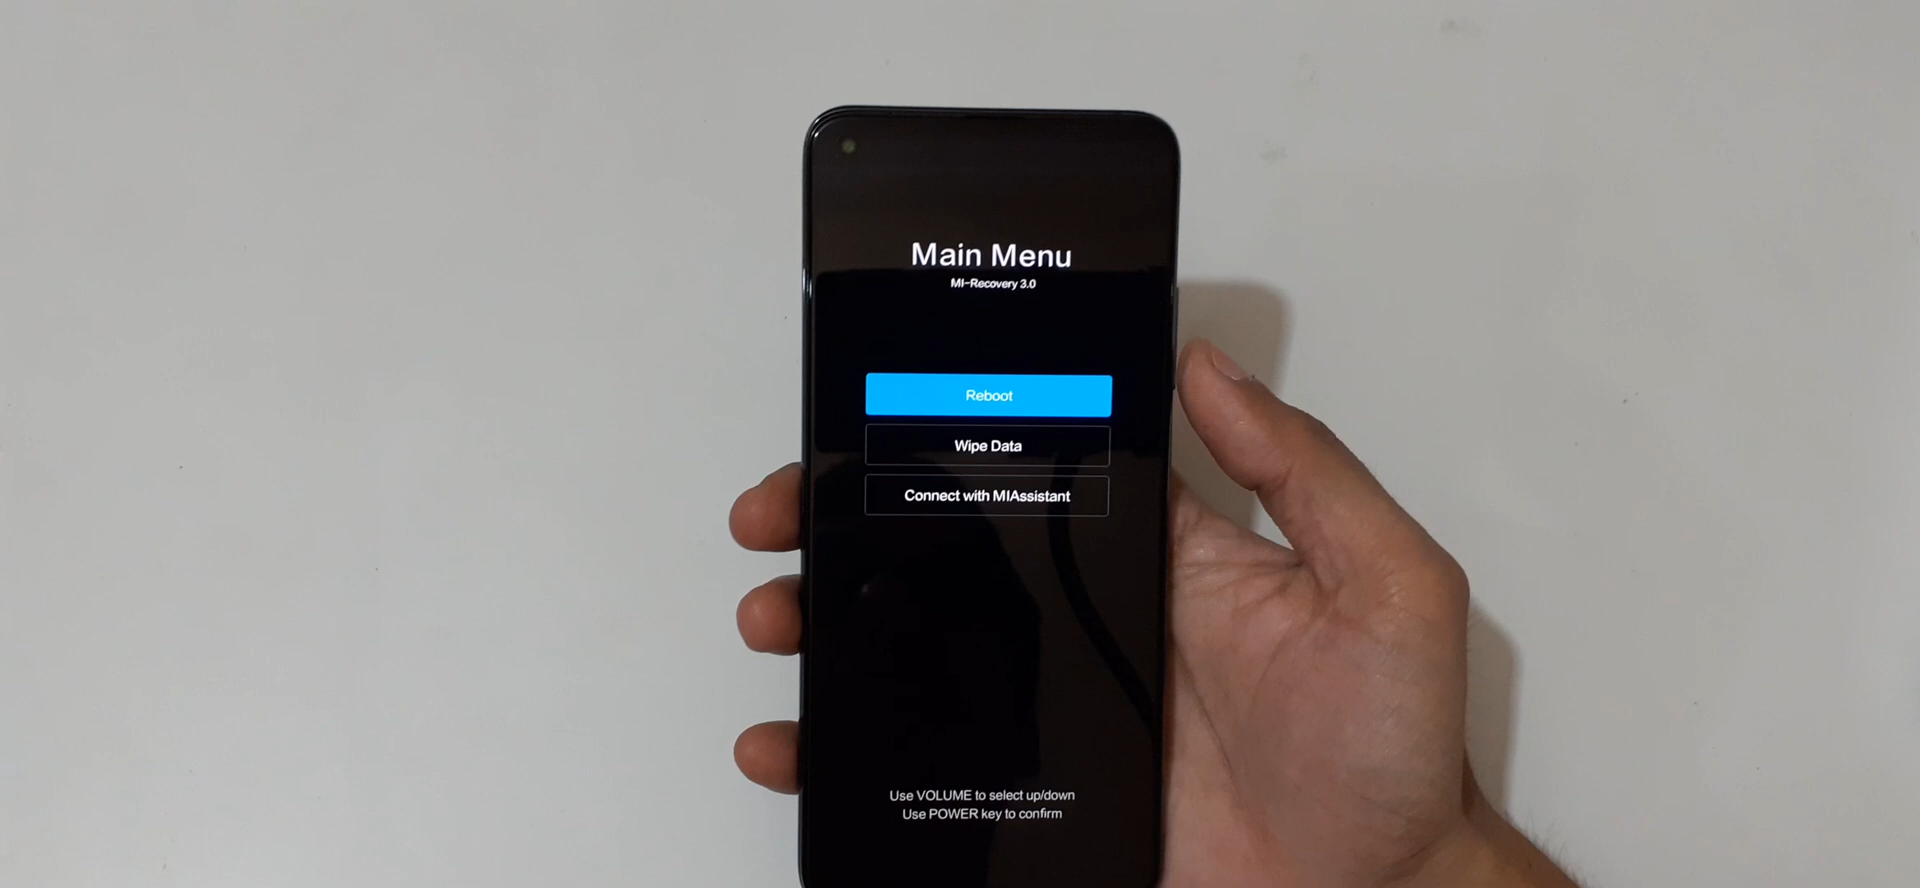 Main Menu
MI-Recovery 3.0
Reboot
Wipe Data
Connect with MIAssistant
Use VOLUME to select up/down
Use POWER key to confirm